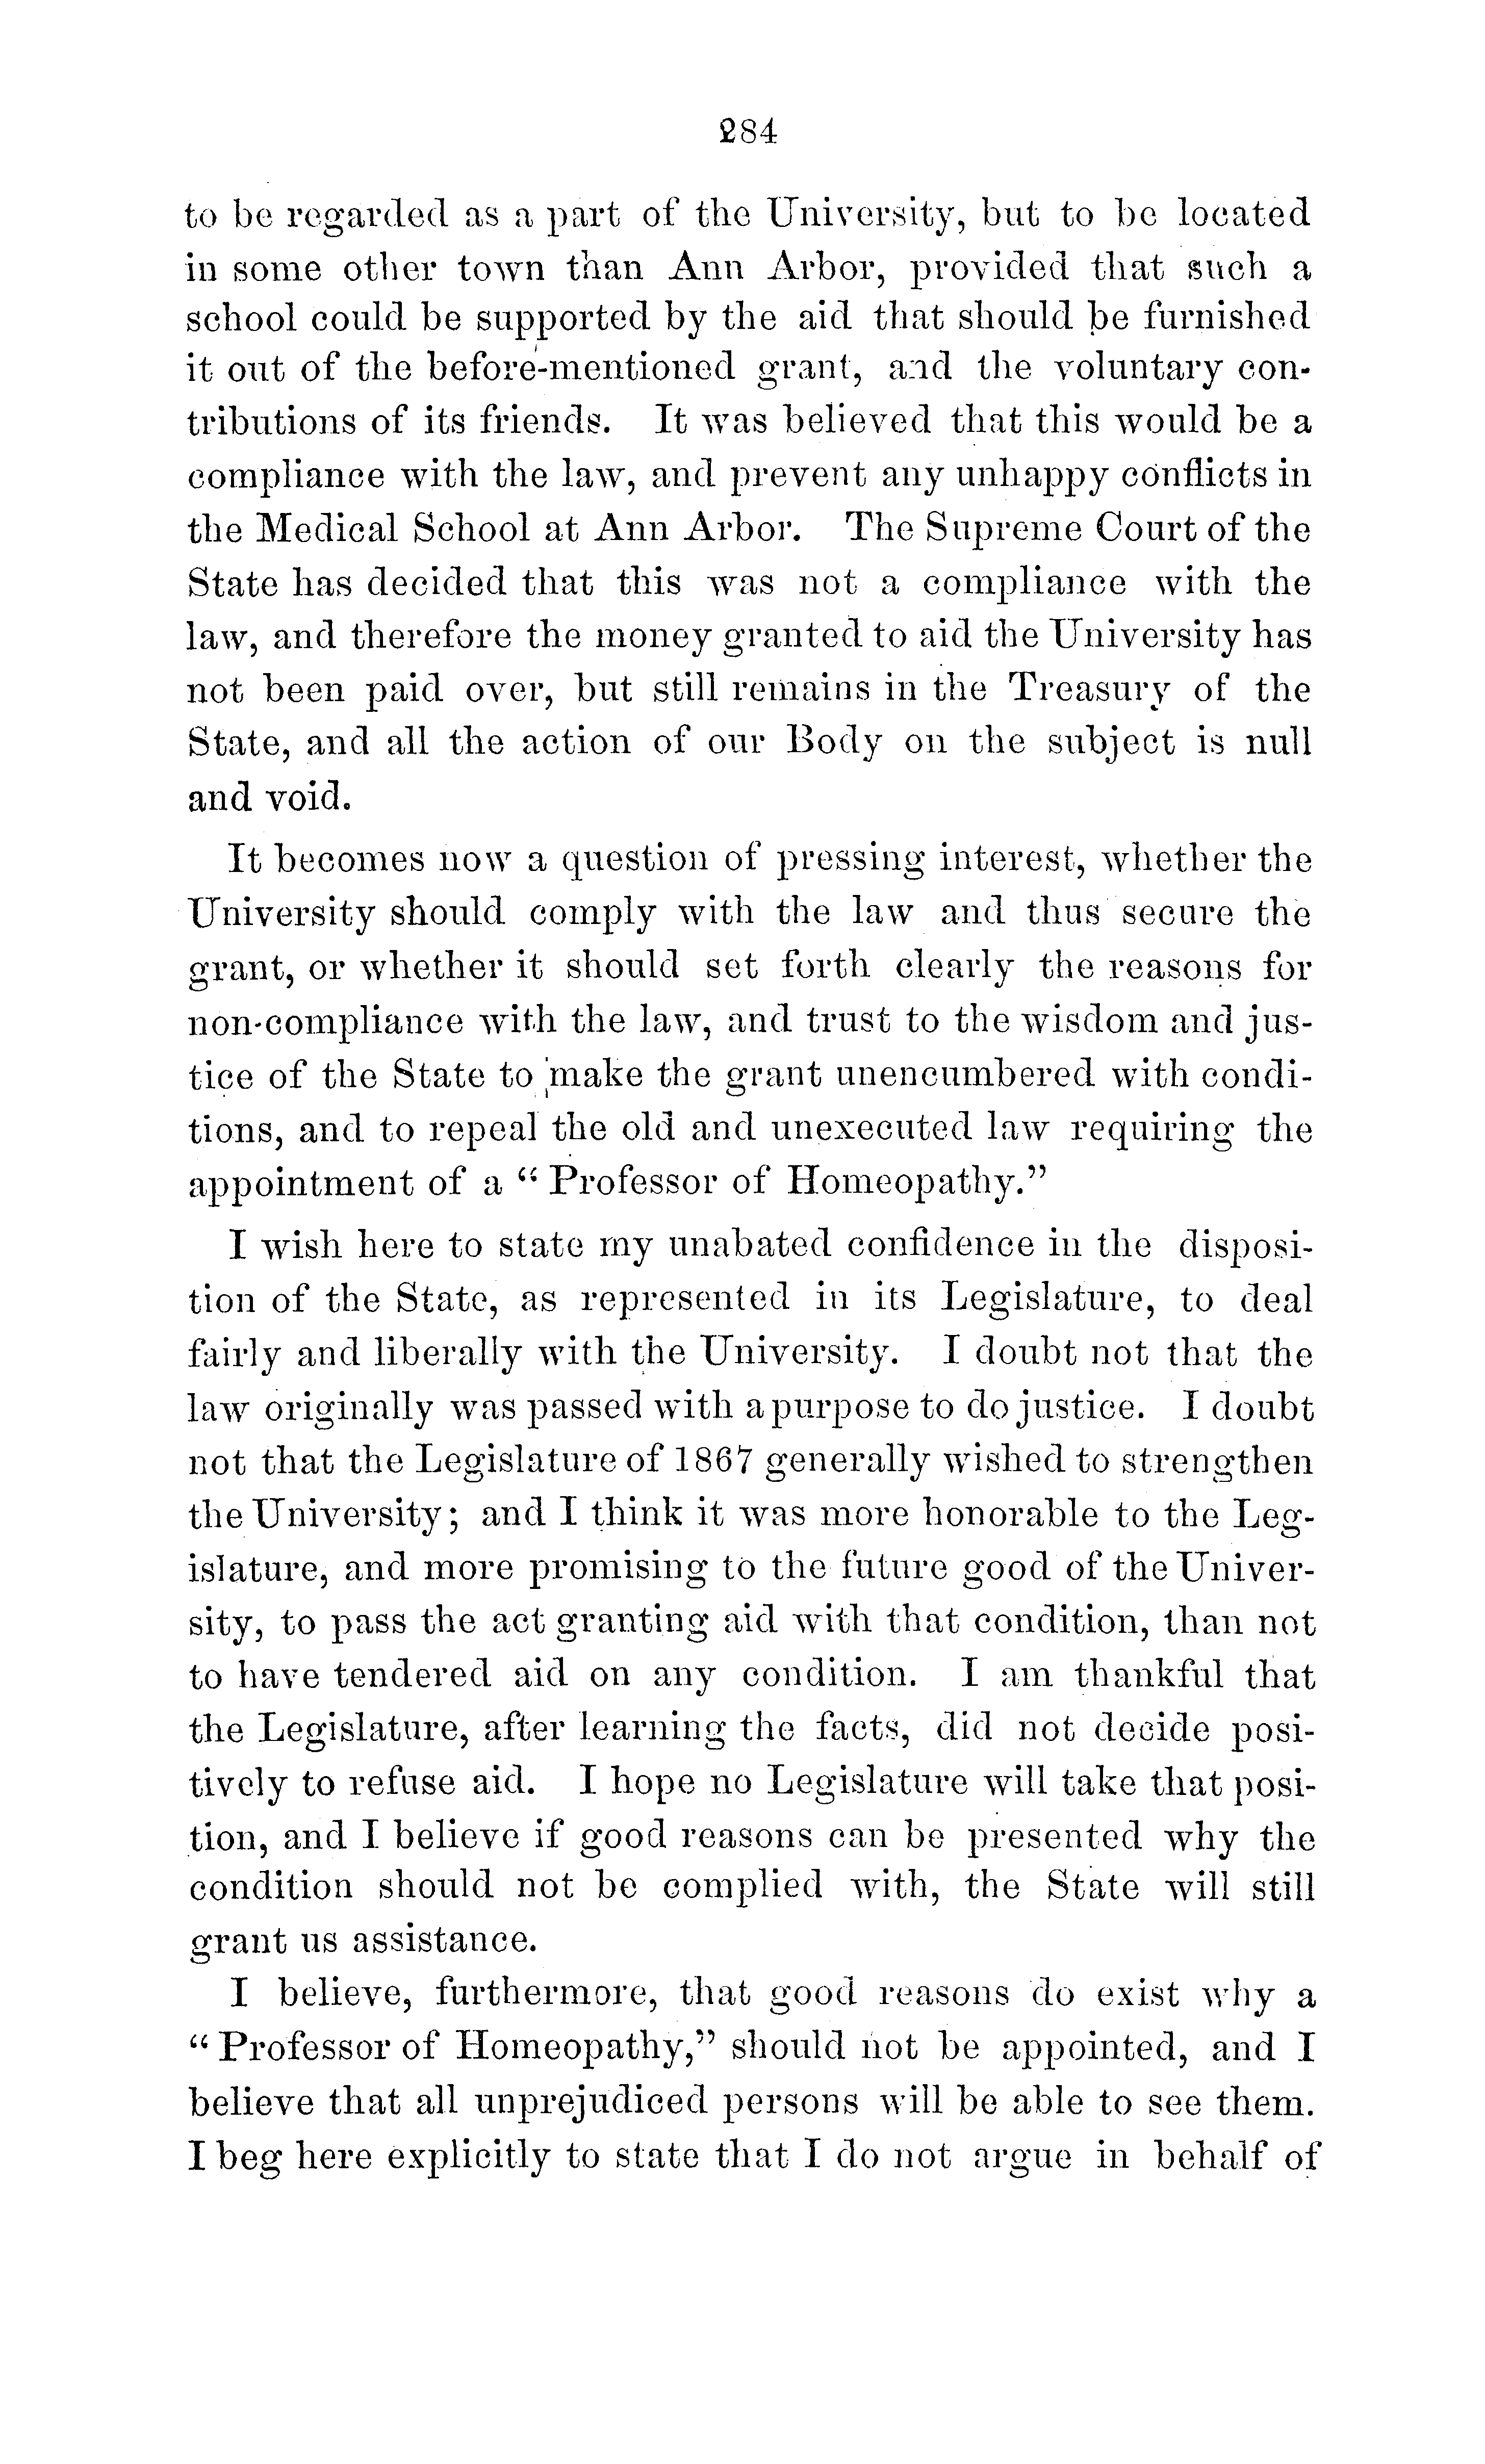 284
to be regarded as a part of the University, but to be located
in some other town than Ann Arbor, provided that such a
school could be supported by the aid that should be furnished
it out of the before-mentioned grant, and the voluntary con-
tributions of its friends. It was believed that this would be a
compliance with the law, and prevent any unhappy conflicts in
the Medical School at Ann Arbor. The Supreme Court of the
State has decided that this was not a compliance with the
law, and therefore the money granted to aid the University has
not been paid over, but still remains in the Treasury of the
State, and all the action of our Body on the subject is null
and void.
It becomes now a question of pressing interest, whether the
University should comply with the law and thus secure the
grant, or whether it should set forth clearly the reasons for
non-compliance with the law, and trust to the wisdom and jus-
tice of the State to make the grant unencumbered with condi-
tions, and to repeal the old and unexecuted law requiring the
appointment of a "Professor of Homeopathy."
I wish here to state my unabated confidence in the disposi-
tion of the State, as represented in its Legislature, to deal
fairly and liberally with the University. I doubt not that the
law originally was passed with a purpose to do justice. I doubt
not that the Legislature of 1867 generally wished to strengthen
the University; and I think it was more honorable to the Leg-
islature, and more promising to the future good of the Univer-
sity, to pass the act granting aid with that condition, than not
to have tendered aid on any condition. I am thankful that
the Legislature, after learning the facts, did not decide posi-
tively to refuse aid. I hope no Legislature will take that posi-
tion, and I believe if good reasons can be presented why the
condition should not be complied with, the State will still
grant us assistance.
I believe, furthermore, that good reasons do exist why a
"Professor of Homeopathy," should not be appointed, and I
believe that all unprejudiced persons will be able to see them.
I beg here explicitly to state that I do not argue in behalf of